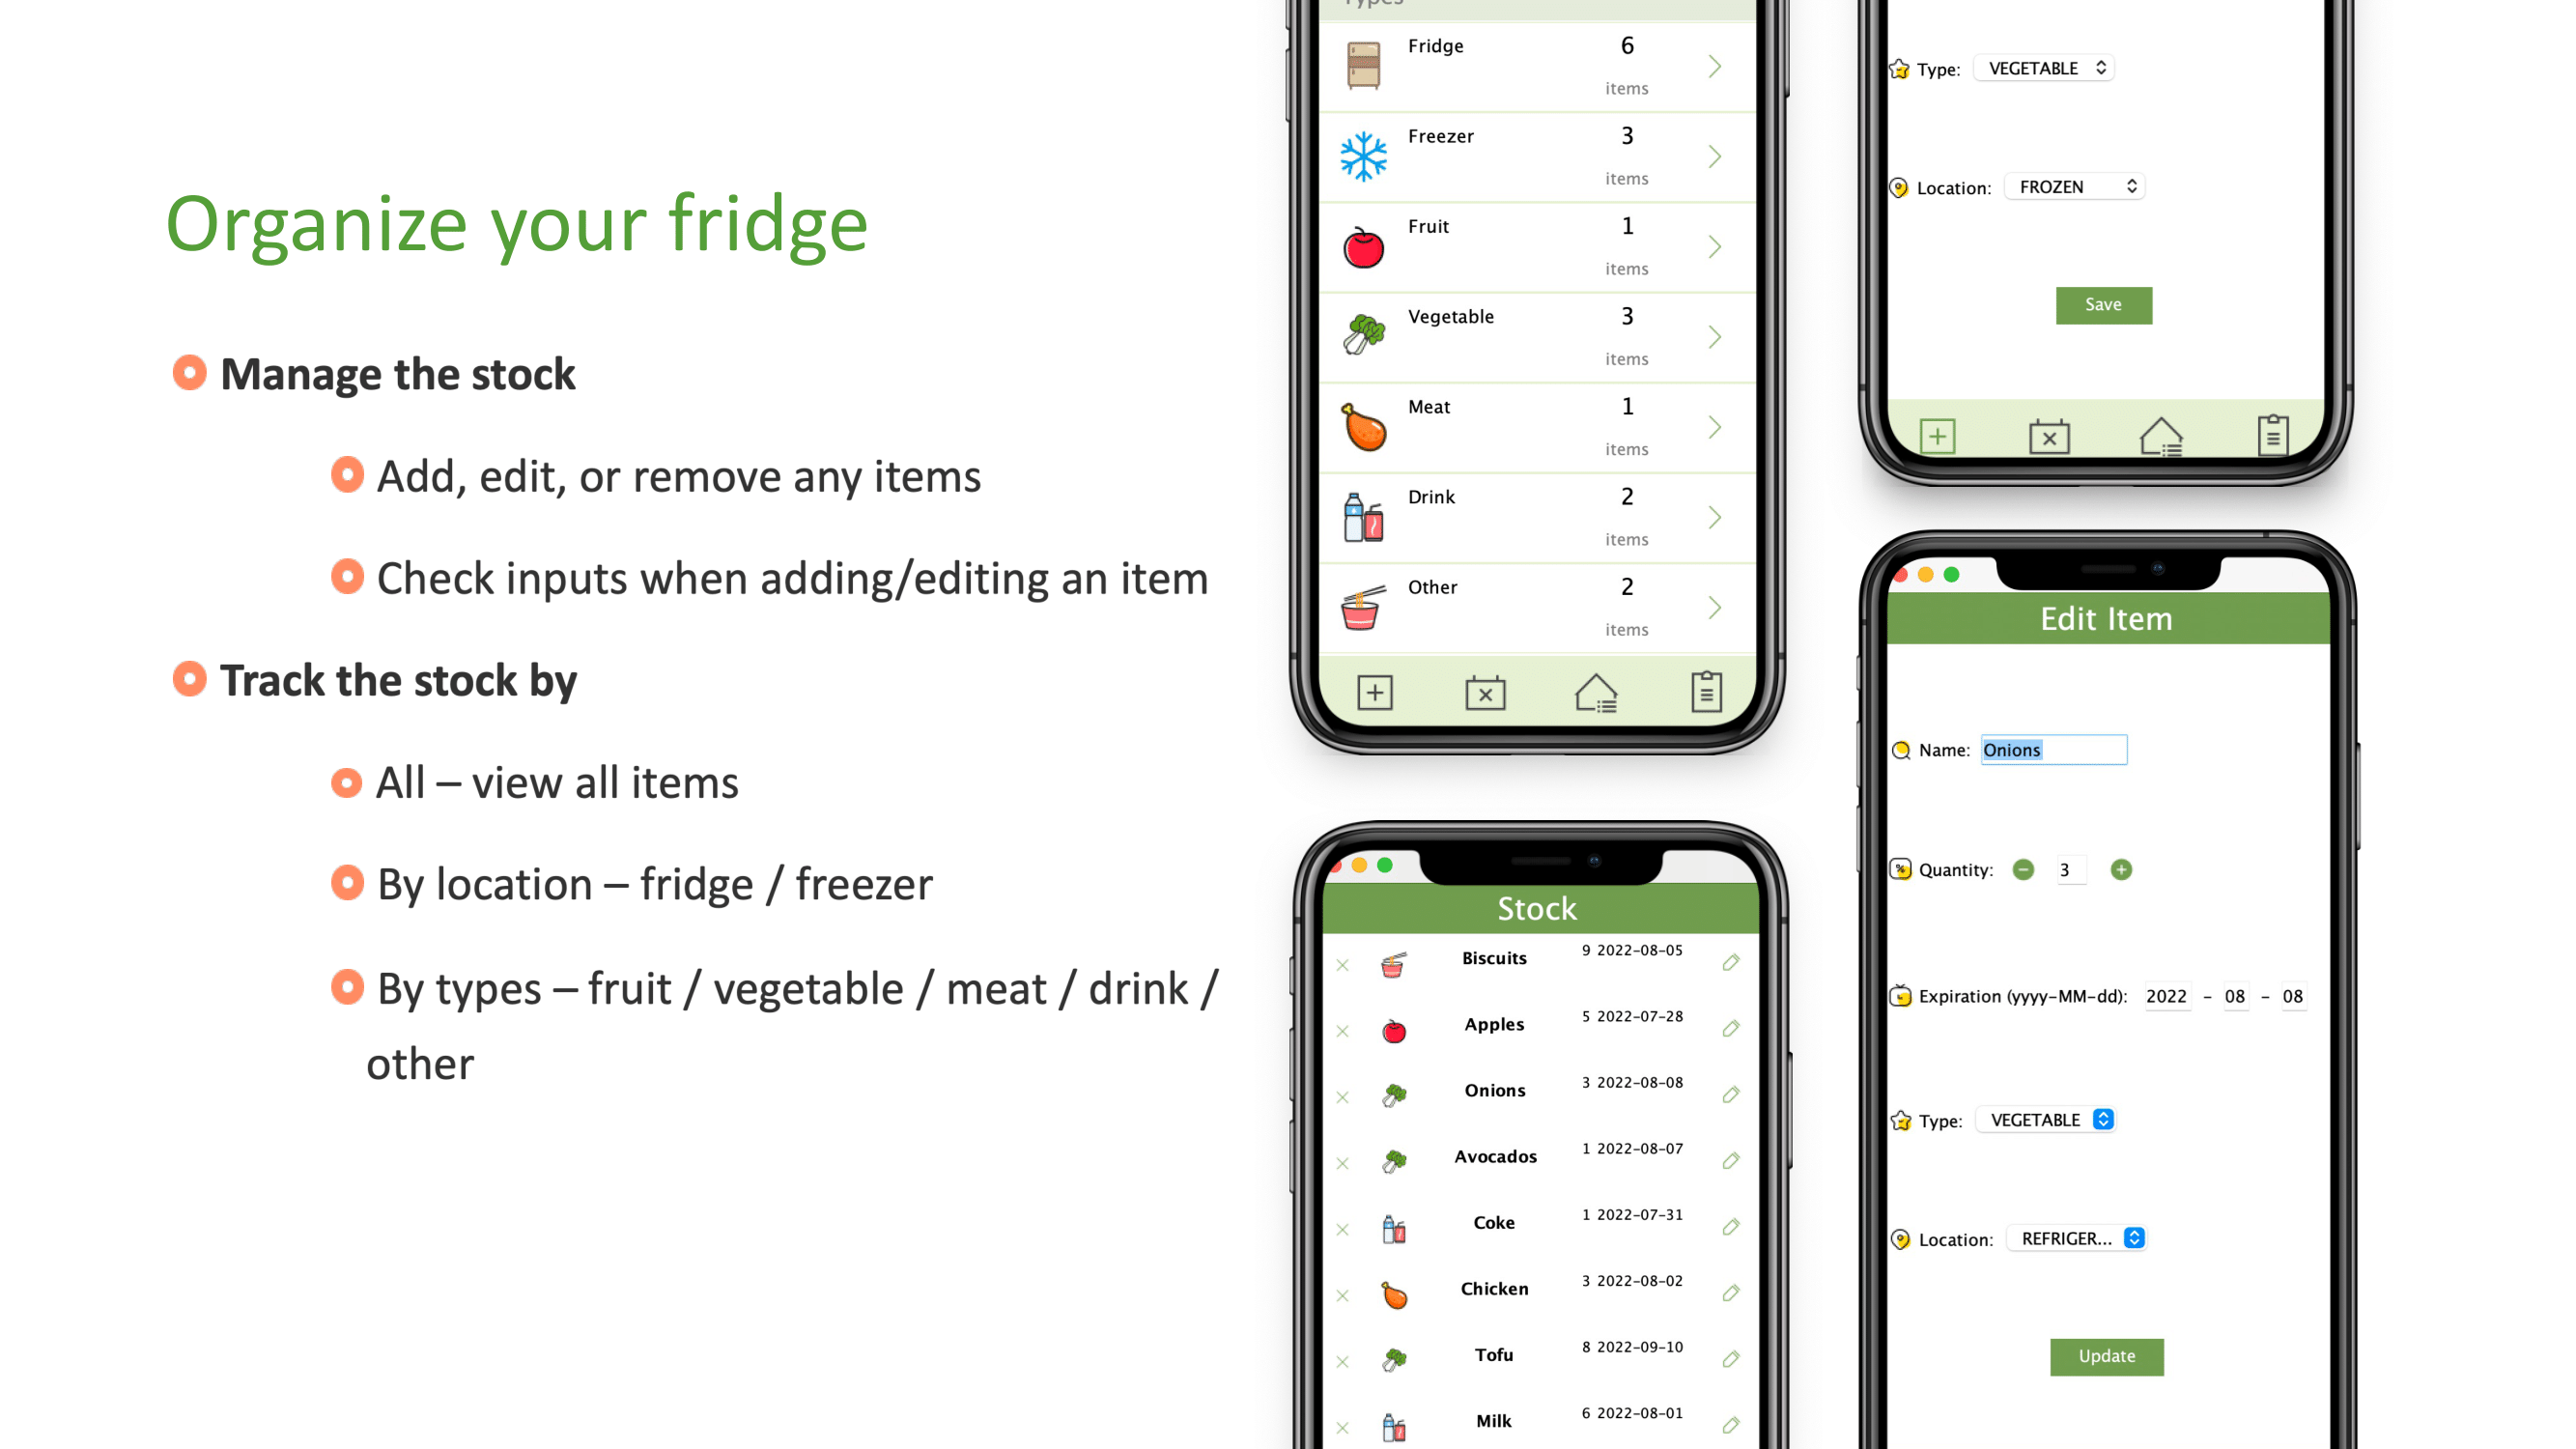 Organize your fridge
Manage the stock
Add, edit, or remove any items
Check inputs when adding/editing an item
Track the stock by
All – view all items
By location – fridge / freezer
By types – fruit / vegetable / meat / drink /
other
Types
Fridge 6
items
Freezer 3
items
Fruit 1
items
Vegetable 3
items
Meat 1
items
Drink 2
items
Other 2
items
Stock
Biscuits 9 2022-08-05
Apples 5 2022-07-28
Onions 3 2022-08-08
Avocados 1 2022-08-07
Coke 1 2022-07-31
Chicken 3 2022-08-02
Tofu 8 2022-09-10
Milk 6 2022-08-01
Type: VEGETABLE
Location: FROZEN
Save
Edit Item
Name: Onions
Quantity: 3
Expiration (yyyy-MM-dd): 2022 - 08 - 08
Type: VEGETABLE
Location: REFRIGER...
Update